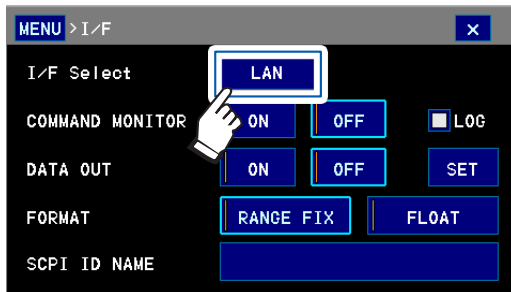 MENU >I/F ×
I/F Select LAN
COMMAND MONITOR ON OFF LOG
DATA OUT ON OFF SET
FORMAT RANGE FIX FLOAT
SCPI ID NAME